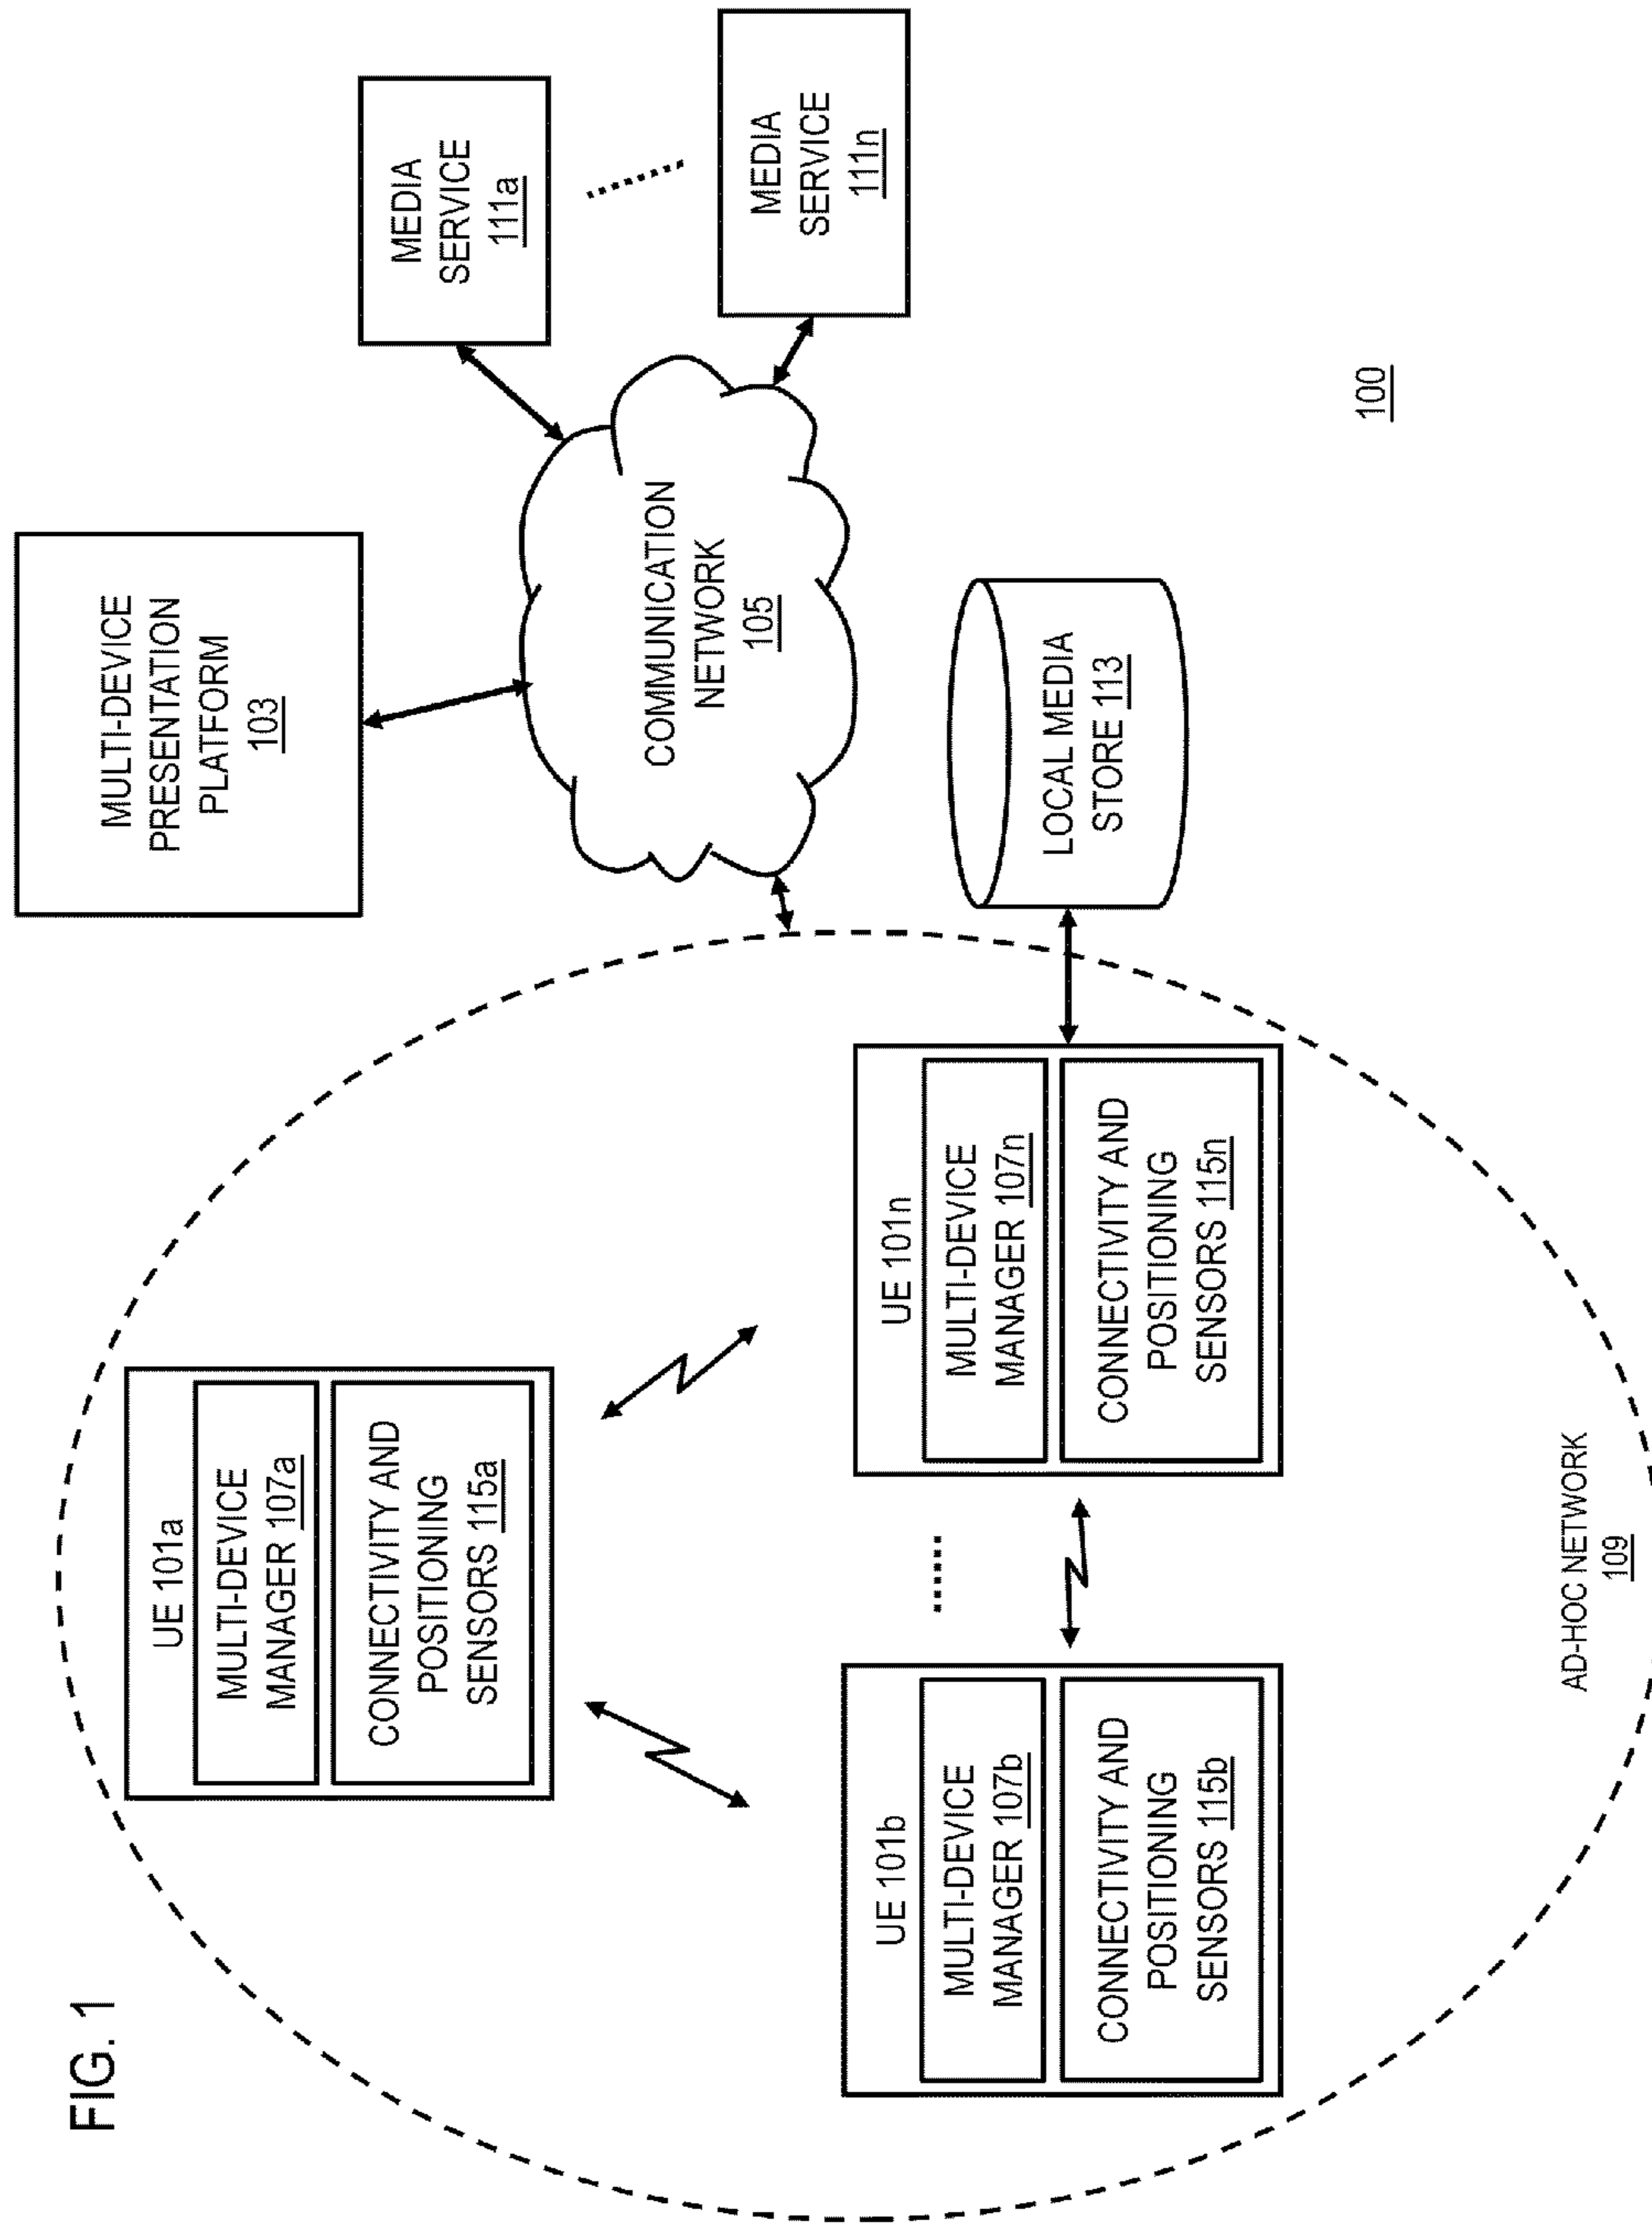 FIG. 1
MULTI-DEVICE
PRESENTATION
PLATFORM
103
MEDIA
SERVICE
111a
MEDIA
SERVICE
111n
COMMUNICATION
NETWORK
105
LOCAL MEDIA
STORE 113
UE 101a
MULTI-DEVICE
MANAGER 107a
CONNECTIVITY AND
POSITIONING
SENSORS 115a
UE 101b
MULTI-DEVICE
MANAGER 107b
CONNECTIVITY AND
POSITIONING
SENSORS 115b
UE 101n
MULTI-DEVICE
MANAGER 107n
CONNECTIVITY AND
POSITIONING
SENSORS 115n
AD-HOC NETWORK
109
100